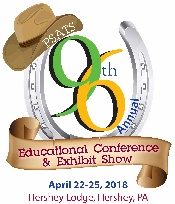 PSATS
96th
Annual
Educational Conference
& Exhibit Show
April 22-25, 2018
Hershey Lodge, Hershey, PA